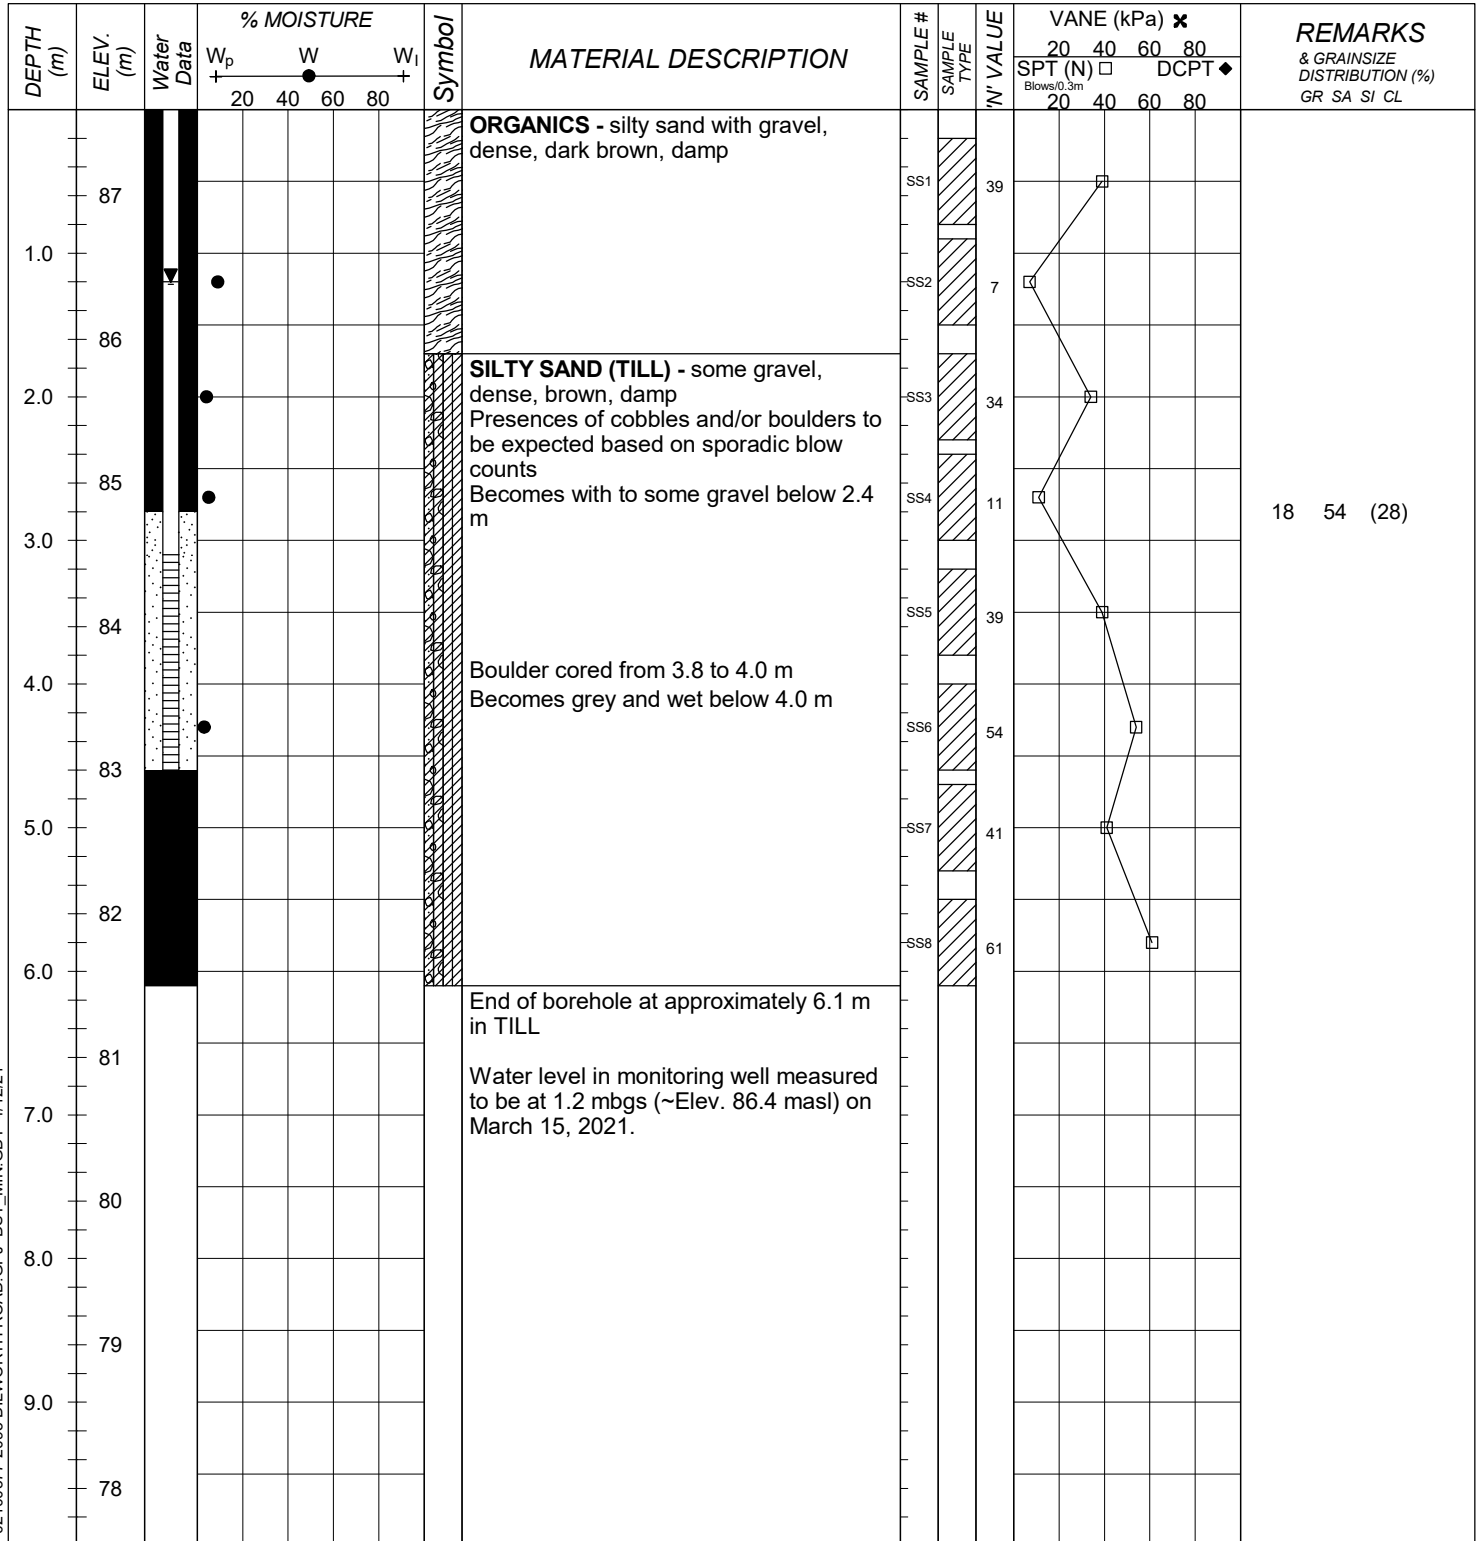 DEPTH (m)
ELEV. (m)
Water Data
% MOISTURE
Wp W Wl
20 40 60 80
Symbol
MATERIAL DESCRIPTION
SAMPLE #
SAMPLE TYPE
'N' VALUE
VANE (kPa)
20 40 60 80
SPT (N) DCPT
Blows/0.3m
20 40 60 80
REMARKS
& GRAINSIZE
DISTRIBUTION (%)
GR SA SI CL
ORGANICS - silty sand with gravel,
dense, dark brown, damp
SS1 39
87
1.0
SS2 7
86
SILTY SAND (TILL) - some gravel,
dense, brown, damp
2.0
SS3 34
Presences of cobbles and/or boulders to
be expected based on sporadic blow
counts
85
Becomes with to some gravel below 2.4
m
SS4 11
18 54 (28)
3.0
SS5 39
84
Boulder cored from 3.8 to 4.0 m
4.0
Becomes grey and wet below 4.0 m
SS6 54
83
5.0
SS7 41
82
SS8 61
6.0
End of borehole at approximately 6.1 m
in TILL
81
Water level in monitoring well measured
to be at 1.2 mbgs (~Elev. 86.4 masl) on
March 15, 2021.
7.0
80
8.0
79
9.0
78